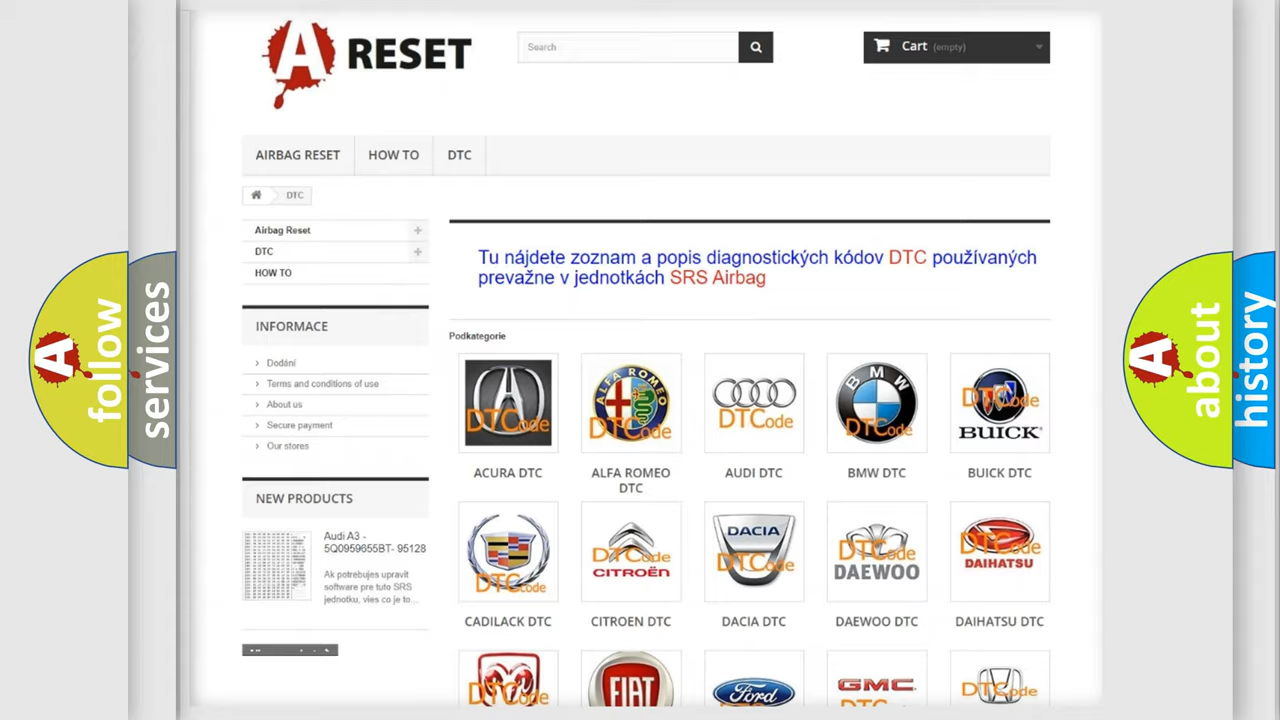 A RESET
Search
Cart (empty)
AIRBAG RESET
HOW TO
DTC
DTC
Airbag Reset
DTC
HOW TO
INFORMACE
Dodání
Terms and conditions of use
About us
Secure payment
Our stores
NEW PRODUCTS
Audi A3 -
5Q0959655BT- 95128
Ak potrebujes upravit
software pre tuto SRS
jednotku, vies co je to...
Tu nájdete zoznam a popis diagnostických kódov DTC používaných
prevažne v jednotkách SRS Airbag
Podkategorie
DTCode
ALFA ROMEO
DTCode
DTCode
BMW
DTCode
DTCode
BUICK
ACURA DTC
ALFA ROMEO
DTC
AUDI DTC
BMW DTC
BUICK DTC
DTCode
DTCode
CITROËN
DACIA
DTCode
DTCode
DAEWOO
DTCode
DAIHATSU
CADILACK DTC
CITROEN DTC
DACIA DTC
DAEWOO DTC
DAIHATSU DTC
DTCode
FIAT
Ford
GMC
DTCode
A follow
services
A about
history